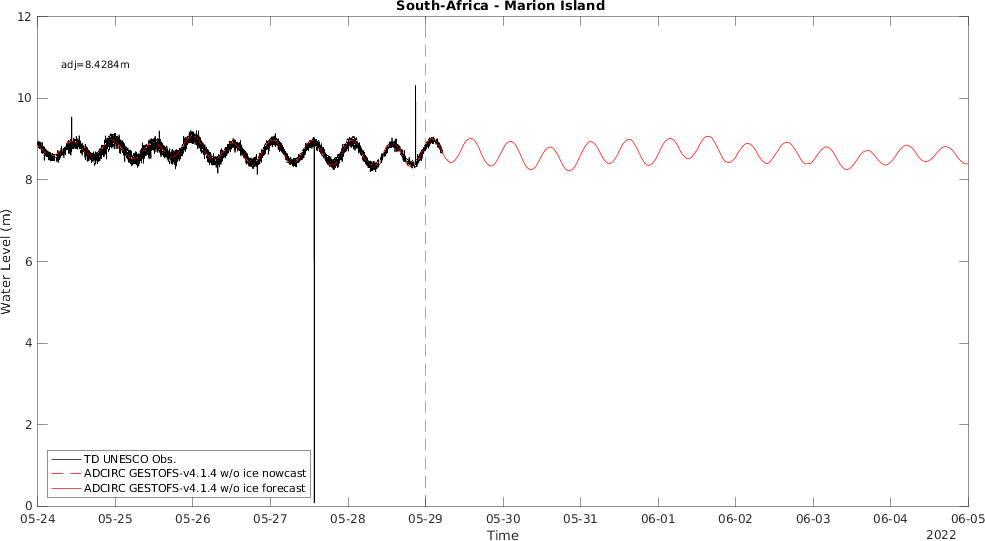 South-Africa - Marion Island
12
adj=8.4284m
10
8
6
4
2
0
Water Level (m)
TD UNESCO Obs.
ADCIRC GESTOFS-v4.1.4 w/o ice nowcast
ADCIRC GESTOFS-v4.1.4 w/o ice forecast
05-24 05-25 05-26 05-27 05-28 05-29 05-30 05-31 06-01 06-02 06-03 06-04 06-05
Time
2022